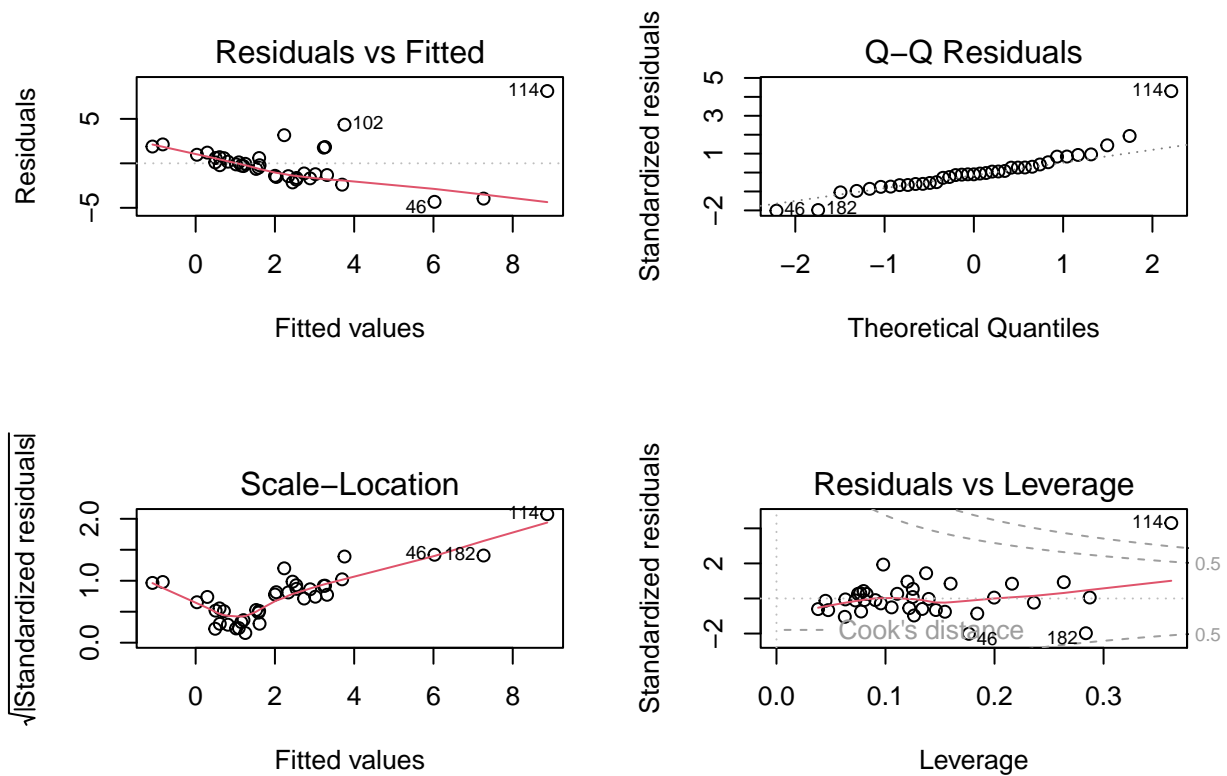 Residuals vs Fitted
Residuals
5
−5
114
102
46
0 2 4 6 8
Fitted values
Q−Q Residuals
Standardized residuals
5
1
−2
114
46
182
−2 −1 0 1 2
Theoretical Quantiles
Scale−Location
√|Standardized residuals|
2.0
1.0
0.0
114
46
182
0 2 4 6 8
Fitted values
Residuals vs Leverage
Standardized residuals
2
−2
114
0.5
0.5
Cook's distance
46
182
0.0 0.1 0.2 0.3
Leverage